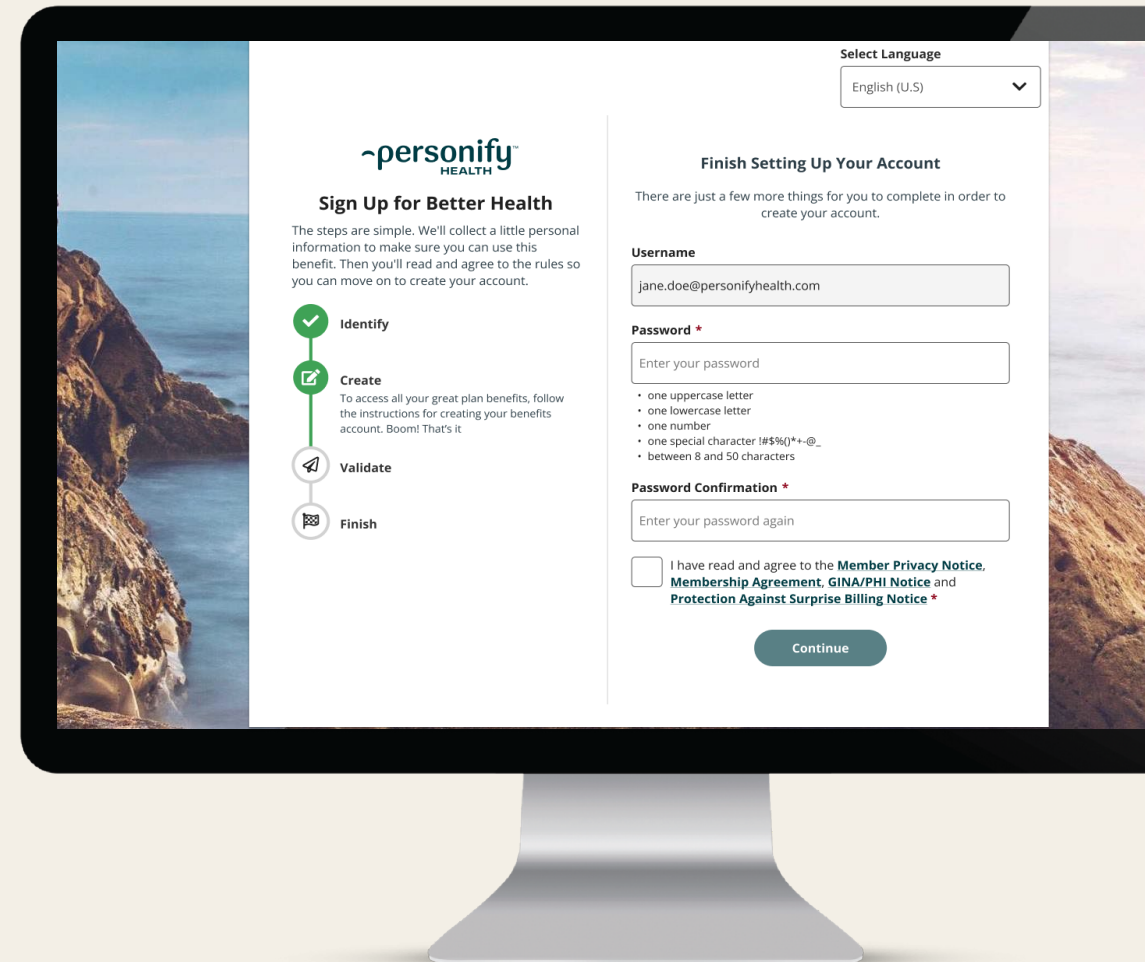 Select Language
English (U.S)
personify™
HEALTH
Sign Up for Better Health
The steps are simple. We'll collect a little personal
information to make sure you can use this
benefit. Then you'll read and agree to the rules so
you can move on to create your account.
Identify
Create
To access all your great plan benefits, follow
the instructions for creating your benefits
account. Boom! That's it
Validate
Finish
Finish Setting Up Your Account
There are just a few more things for you to complete in order to
create your account.
Username
jane.doe@personifyhealth.com
Password *
Enter your password
• one uppercase letter
• one lowercase letter
• one number
• one special character !#$%()*+-@_
• between 8 and 50 characters
Password Confirmation *
Enter your password again
I have read and agree to the Member Privacy Notice,
Membership Agreement, GINA/PHI Notice and
Protection Against Surprise Billing Notice *
Continue